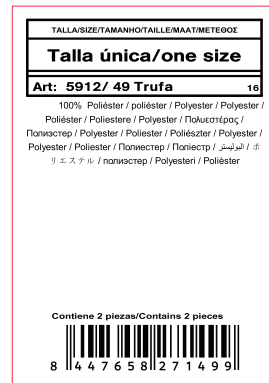 TALLA/SIZE/TAMANHO/TAILLE/MAAT/ΜΕΤΕΘΟΣ
Talla única/one size
Art: 5912/ 49 Trufa 16
100% Poliéster / poliéster / Polyester / Polyester /
Poliéster / Poliestere / Polyester / Πολυεστέρας /
Полиэстер / Polyester / Poliester / Poliészter / Polyester /
Polyester / Poliester / Полиестер / Поліестр / البوليستر / ポ
リエステル / полиэстер / Polyesteri / Polièster
Contiene 2 piezas/Contains 2 pieces
8 447658 271499